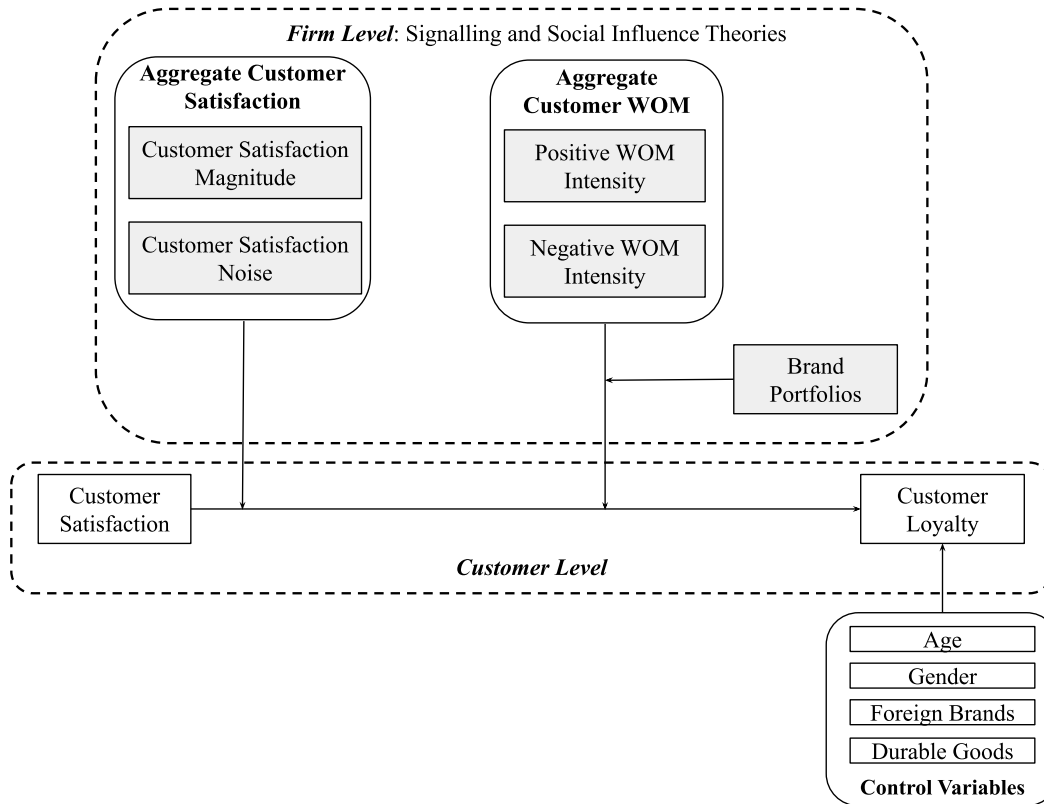 Firm Level: Signalling and Social Influence Theories
Aggregate Customer
Satisfaction
Customer Satisfaction
Magnitude
Customer Satisfaction
Noise
Aggregate
Customer WOM
Positive WOM
Intensity
Negative WOM
Intensity
Brand
Portfolios
Customer
Satisfaction
Customer
Loyalty
Customer Level
Age
Gender
Foreign Brands
Durable Goods
Control Variables